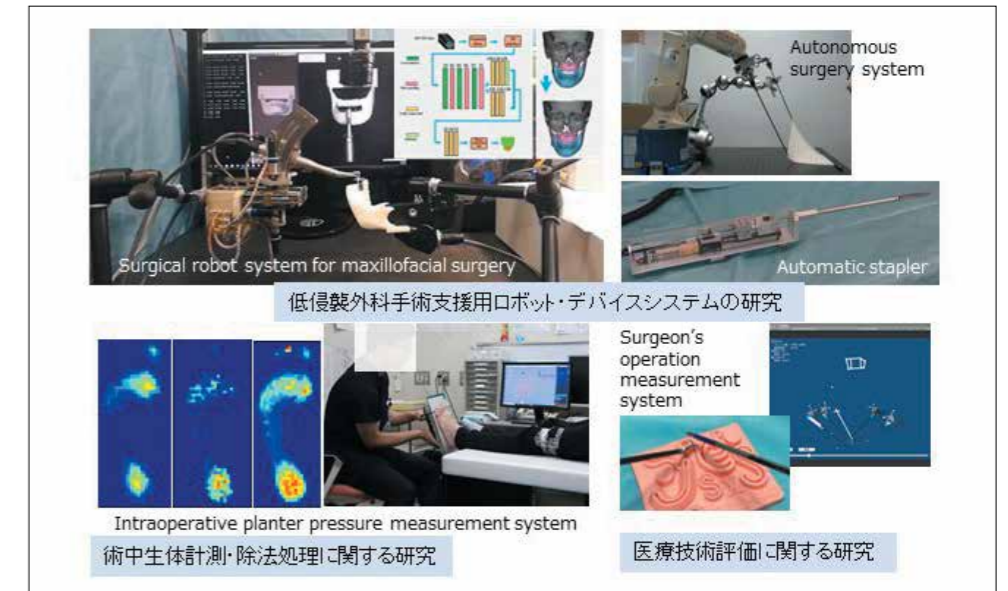 Autonomous
surgery system
Surgical robot system for maxillofacial surgery
Automatic stapler
低侵襲外科手術支援用ロボット・デバイスシステムの研究
Surgeon's
operation
measurement
system
Intraoperative planter pressure measurement system
術中生体計測・除法処理に関する研究
医療技術評価に関する研究